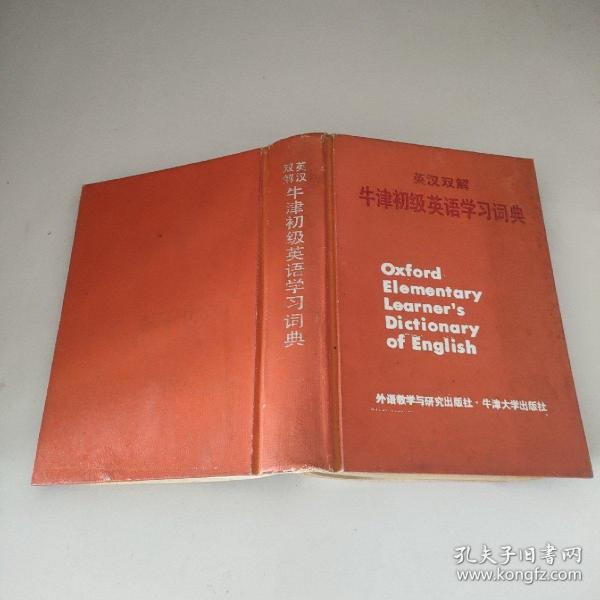 英汉
双解
牛津初级英语学习词典
英汉双解
牛津初级英语学习词典
Oxford
Elementary
Learner's
Dictionary
of English
外语教学与研究出版社·牛津大学出版社
孔夫子旧书网
www.kongfz.com